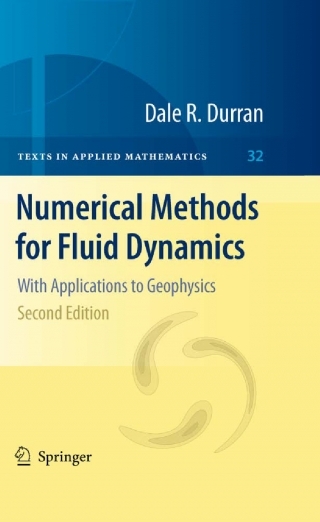 Dale R. Durran
TEXTS IN APPLIED MATHEMATICS 32
Numerical Methods
for Fluid Dynamics
With Applications to Geophysics
Second Edition
Springer